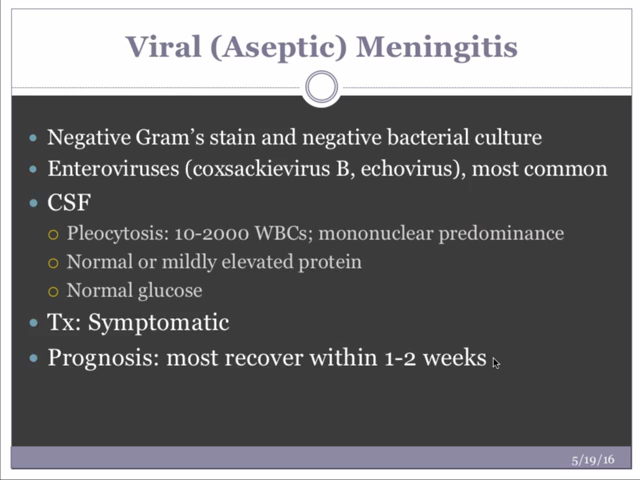 Viral (Aseptic) Meningitis
Negative Gram's stain and negative bacterial culture
Enteroviruses (coxsackievirus B, echovirus), most common
CSF
Pleocytosis: 10-2000 WBCs; mononuclear predominance
Normal or mildly elevated protein
Normal glucose
Tx: Symptomatic
Prognosis: most recover within 1-2 weeks
5/19/16